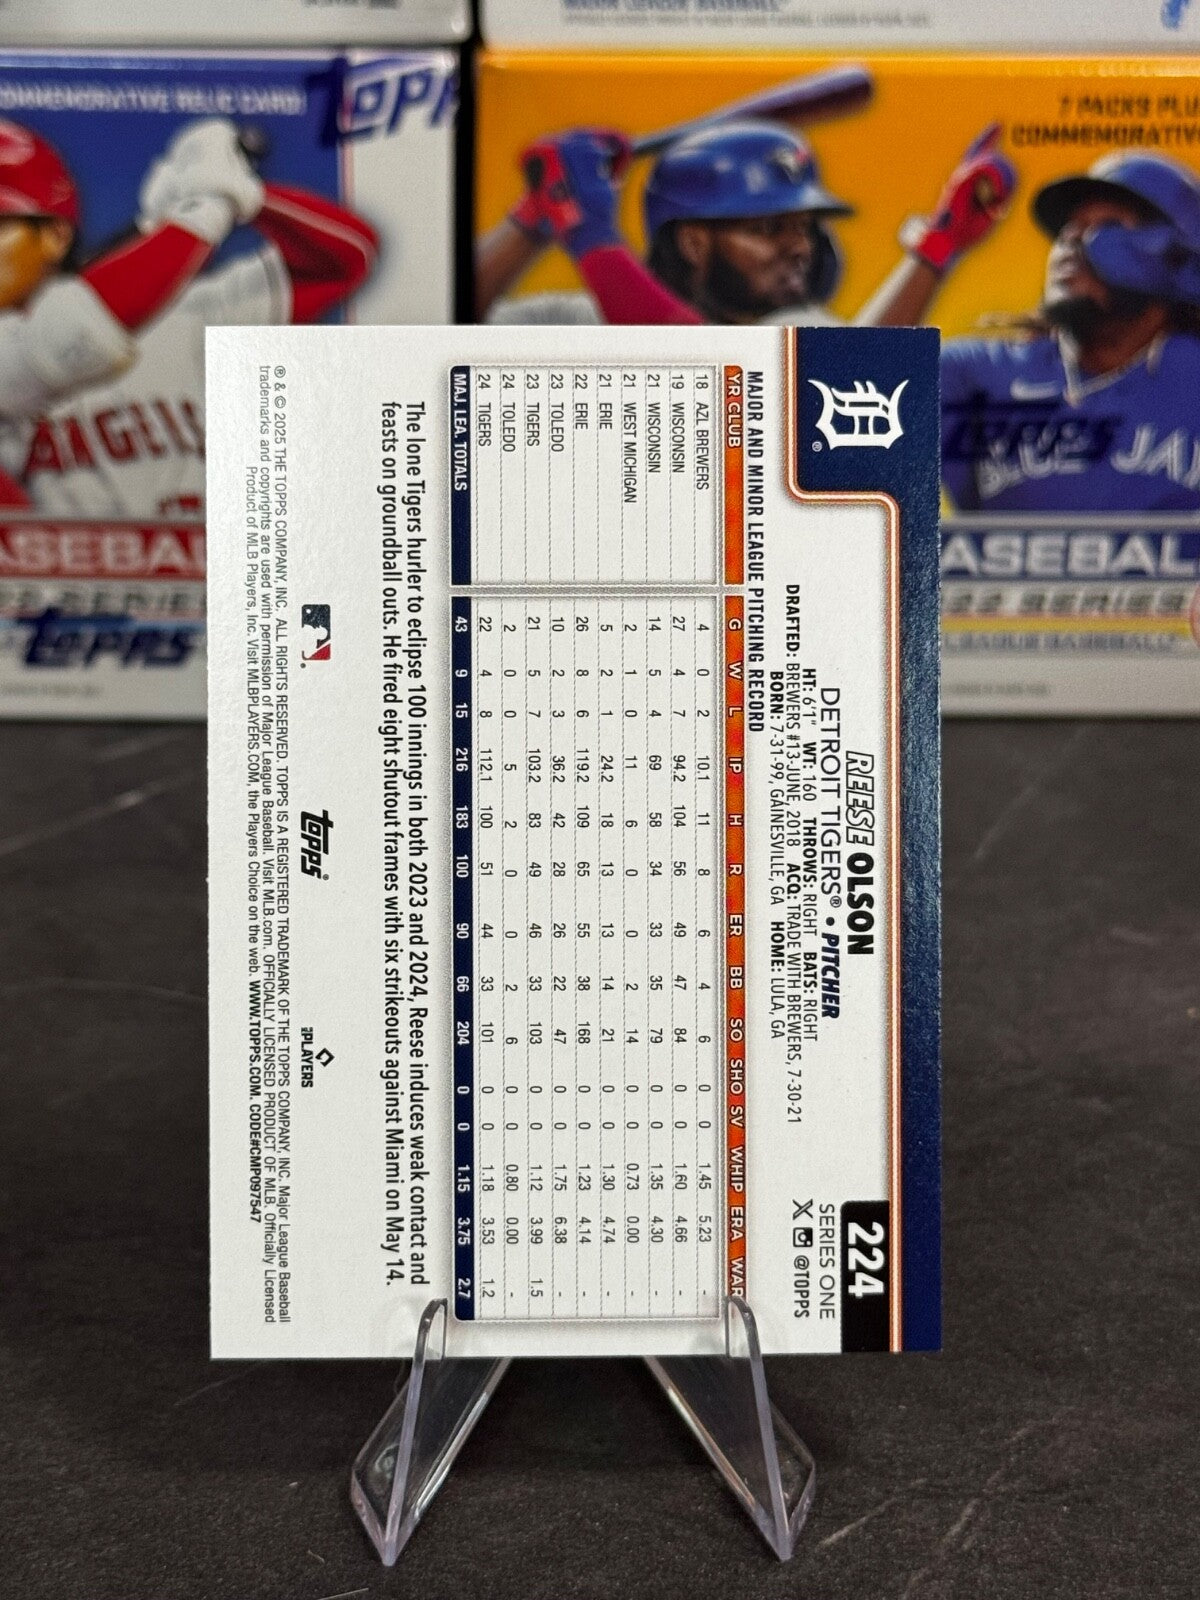 COMMEMORATIVE RELIC CARD!
TOPPS
7 PACKS PLU
COMMEMORATIV
ANGELS
BLUE JA
ASEBAL
TOPPS
ASEBAL
2022 SERIES
224
SERIES ONE
@TOPPS
REESE OLSON
DETROIT TIGERS® • PITCHER
HT: 6'1" WT: 160 THROWS: RIGHT BATS: RIGHT
DRAFTED: BREWERS #13-JUNE, 2018 ACQ: TRADE WITH BREWERS, 7-30-21
BORN: 7-31-99, GAINESVILLE, GA HOME: LULA, GA
MAJOR AND MINOR LEAGUE PITCHING RECORD
YR CLUB G W L IP H R ER BB SO SHO SV WHIP ERA WAR
18 AZL BREWERS 4 0 2 10.1 11 8 6 4 6 0 0 1.45 5.23 -
19 WISCONSIN 27 4 7 94.2 104 56 49 47 84 0 0 1.60 4.66 -
21 WISCONSIN 14 5 4 69 58 34 33 35 79 0 0 1.35 4.30 -
21 WEST MICHIGAN 2 1 0 11 6 0 0 2 14 0 0 0.73 0.00 -
21 ERIE 5 2 1 24.2 18 13 13 14 21 0 0 1.30 4.74 -
22 ERIE 26 8 6 119.2 109 65 55 38 168 0 0 1.23 4.14 -
23 TOLEDO 10 2 3 36.2 42 28 26 22 47 0 0 1.75 6.38 -
23 TIGERS 21 5 7 103.2 83 49 46 33 103 0 0 1.12 3.99 1.5
24 TOLEDO 2 0 0 5 2 0 0 2 6 0 0 0.80 0.00 -
24 TIGERS 22 4 8 112.1 100 51 44 33 101 0 0 1.18 3.53 1.2
MAJ. LEA. TOTALS 43 9 15 216 183 100 90 66 204 0 0 1.15 3.75 2.7
The lone Tigers hurler to eclipse 100 innings in both 2023 and 2024, Reese induces weak contact and
feasts on groundball outs. He fired eight shutout frames with six strikeouts against Miami on May 14.
topps®
PLAYERS
® & © 2025 THE TOPPS COMPANY, INC. ALL RIGHTS RESERVED. TOPPS IS A REGISTERED TRADEMARK OF THE TOPPS COMPANY, INC. Major League Baseball
trademarks and copyrights are used with permission of Major League Baseball. Visit MLB.com. OFFICIALLY LICENSED PRODUCT OF MLB. Officially Licensed
Product of MLB Players, Inc. Visit MLBPLAYERS.COM, the Players Choice on the web. WWW.TOPPS.COM. CODE#CMP097547